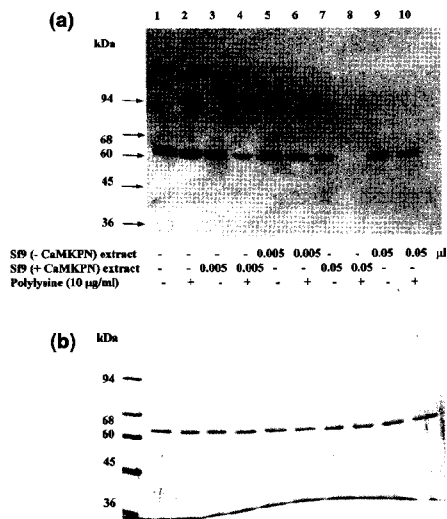 (a)
1 2 3 4 5 6 7 8 9 10
kDa
94
68
60
45
36
Sf9 (- CaMKPN) extract - - - - 0.005 0.005 - - 0.05 0.05 µl
Sf9 (+ CaMKPN) extract - - 0.005 0.005 - - 0.05 0.05 - -
Polylysine (10 µg/ml) - + - + - + - + - +
(b)
kDa
94
68
60
45
36